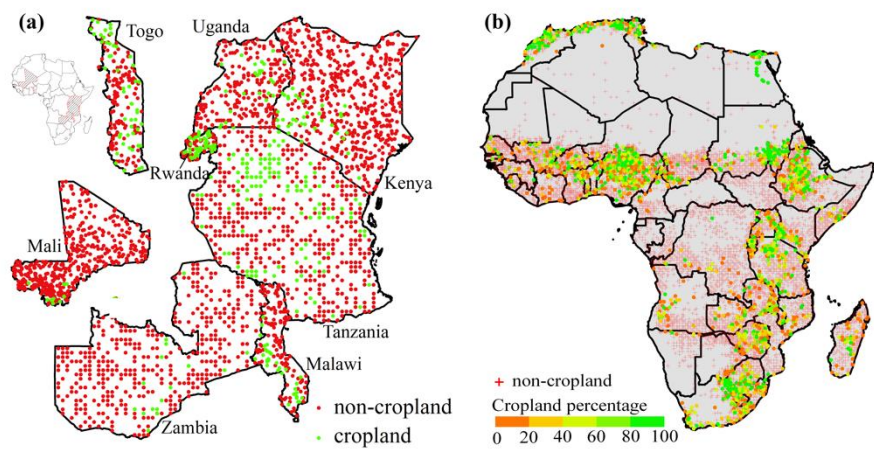 (a)
Togo
Uganda
Rwanda
Kenya
Mali
Tanzania
Malawi
Zambia
non-cropland
cropland
(b)
non-cropland
Cropland percentage
0 20 40 60 80 100